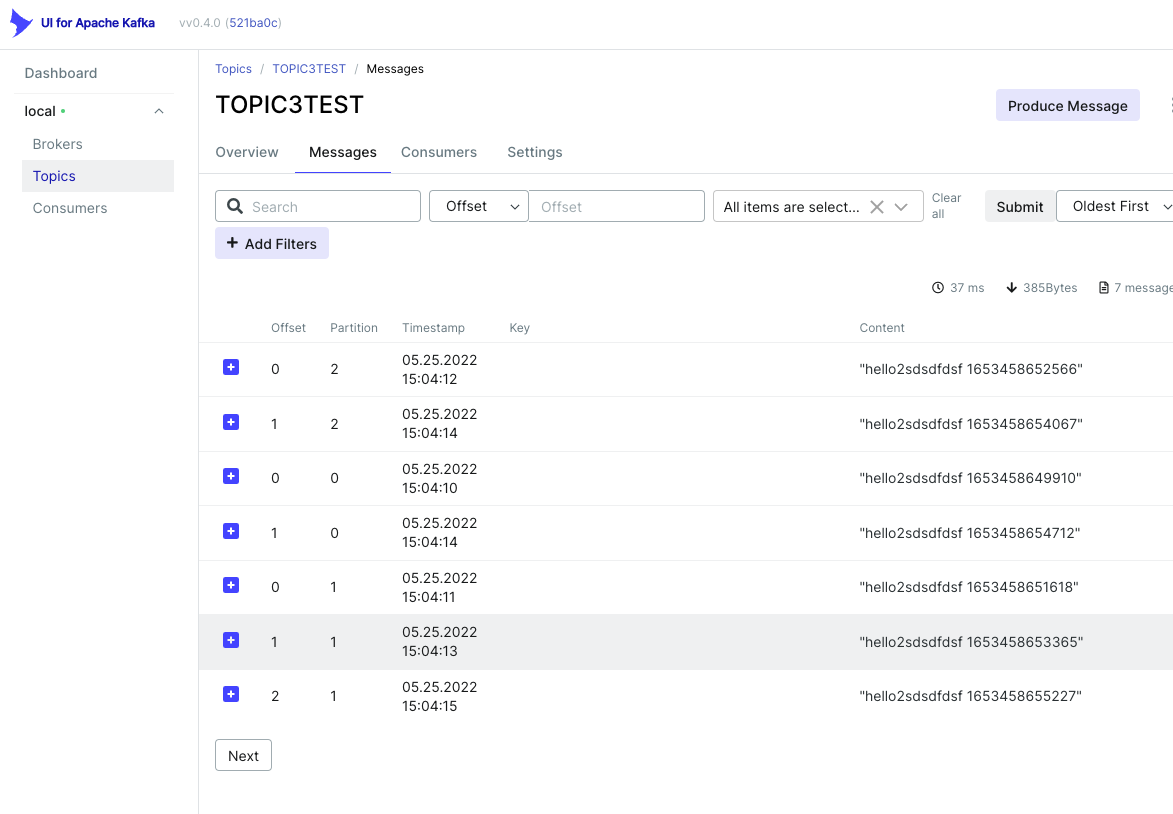 UI for Apache Kafka vv0.4.0 (521ba0c)
Dashboard
local
Brokers
Topics
Consumers
Topics / TOPIC3TEST / Messages
TOPIC3TEST
Produce Message
Overview Messages Consumers Settings
Search Offset Offset All items are select... Clear all Submit Oldest First
Add Filters
37 ms 385Bytes 7 message
Offset Partition Timestamp Key Content
0 2 05.25.2022 15:04:12 "hello2sdsdfdsf 1653458652566"
1 2 05.25.2022 15:04:14 "hello2sdsdfdsf 1653458654067"
0 0 05.25.2022 15:04:10 "hello2sdsdfdsf 1653458649910"
1 0 05.25.2022 15:04:14 "hello2sdsdfdsf 1653458654712"
0 1 05.25.2022 15:04:11 "hello2sdsdfdsf 1653458651618"
1 1 05.25.2022 15:04:13 "hello2sdsdfdsf 1653458653365"
2 1 05.25.2022 15:04:15 "hello2sdsdfdsf 1653458655227"
Next